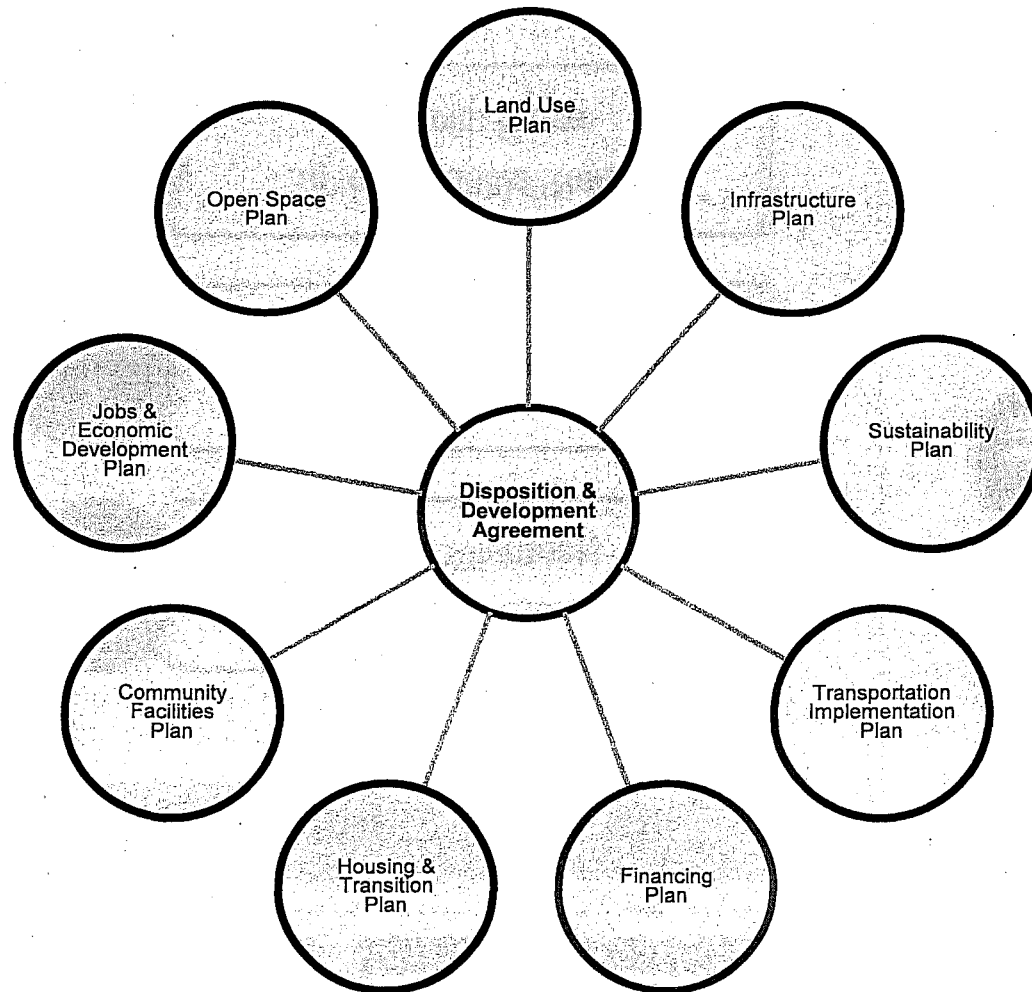 Land Use
Plan
Open Space
Plan
Infrastructure
Plan
Jobs &
Economic
Development
Plan
Sustainability
Plan
Disposition &
Development
Agreement
Community
Facilities
Plan
Transportation
Implementation
Plan
Housing &
Transition
Plan
Financing
Plan